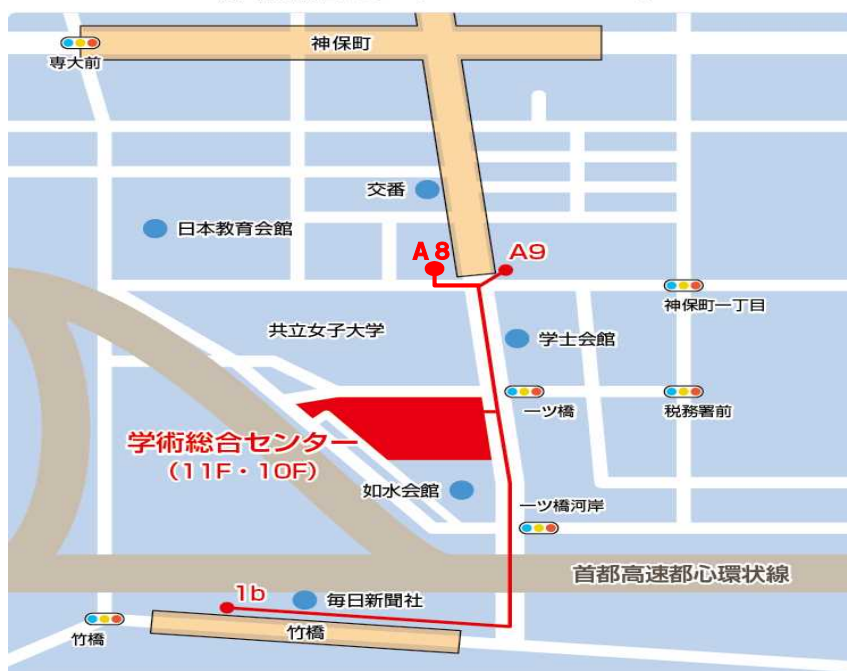 神保町
専大前
交番
日本教育会館
A8
A9
神保町一丁目
共立女子大学
学士会館
一ツ橋
税務署前
学術総合センター
(11F・10F)
如水会館
一ツ橋河岸
首都高速都心環状線
1b
毎日新聞社
竹橋
竹橋